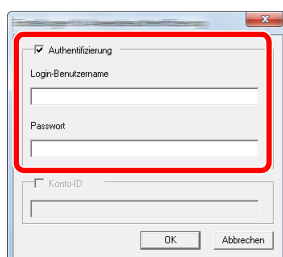 Authentifizierung
Login-Benutzername
Passwort
Konto-ID
OK
Abbrechen